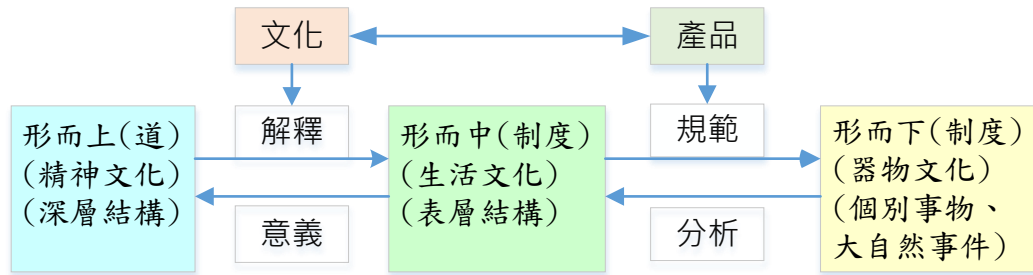 文化
產品
形而上(道)
(精神文化)
(深層結構)
解釋
意義
形而中(制度)
(生活文化)
(表層結構)
規範
分析
形而下(制度)
(器物文化)
(個別事物、
大自然事件)